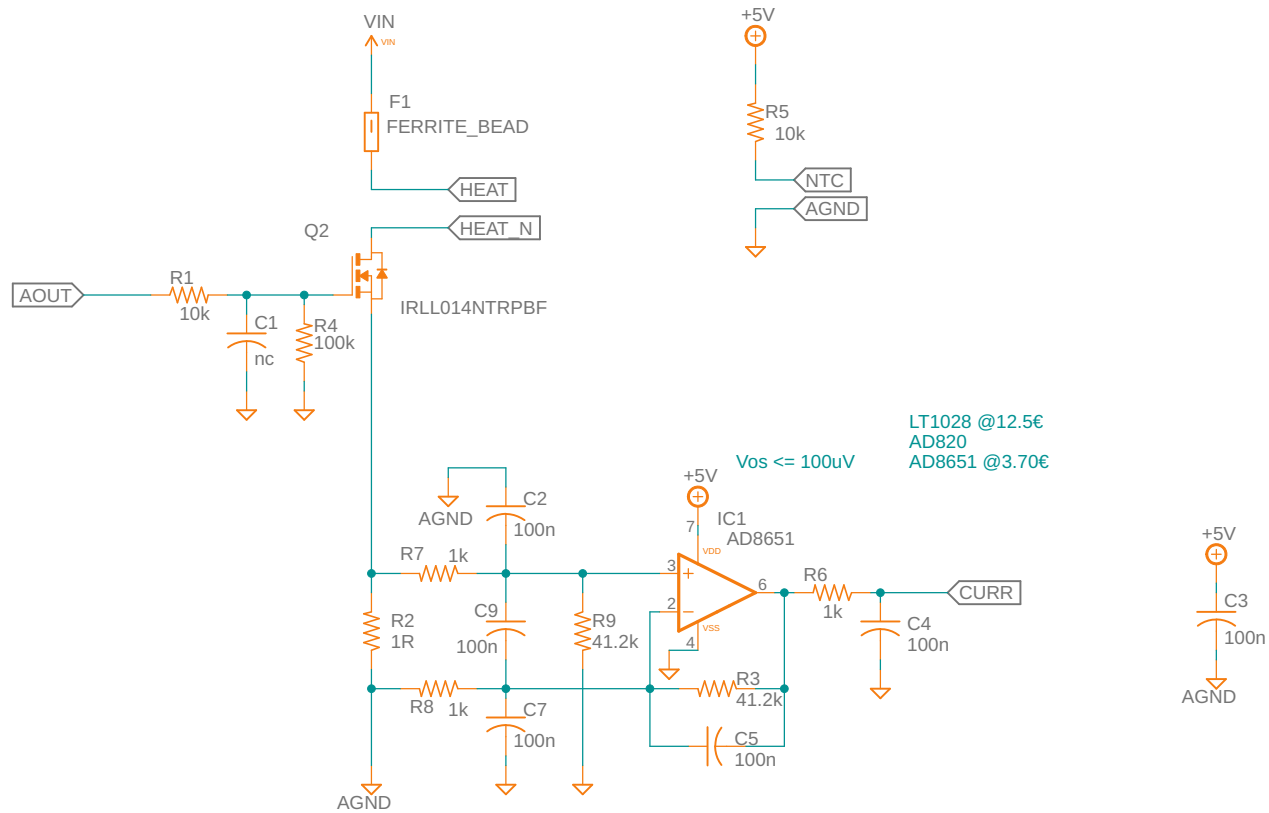 VIN
VIN
F1
FERRITE_BEAD
HEAT
HEAT_N
Q2
IRLL014NTRPBF
AOUT
R1
10k
C1
nc
R4
100k
+5V
R5
10k
NTC
AGND
LT1028 @12.5€
AD820
AD8651 @3.70€
Vos <= 100uV
+5V
7
IC1
AD8651
VDD
3
2
6
VSS
4
AGND
C2
100n
R7
1k
C9
100n
R9
41.2k
R2
1R
R8
1k
C7
100n
AGND
R3
41.2k
C5
100n
R6
1k
CURR
C4
100n
+5V
C3
100n
AGND